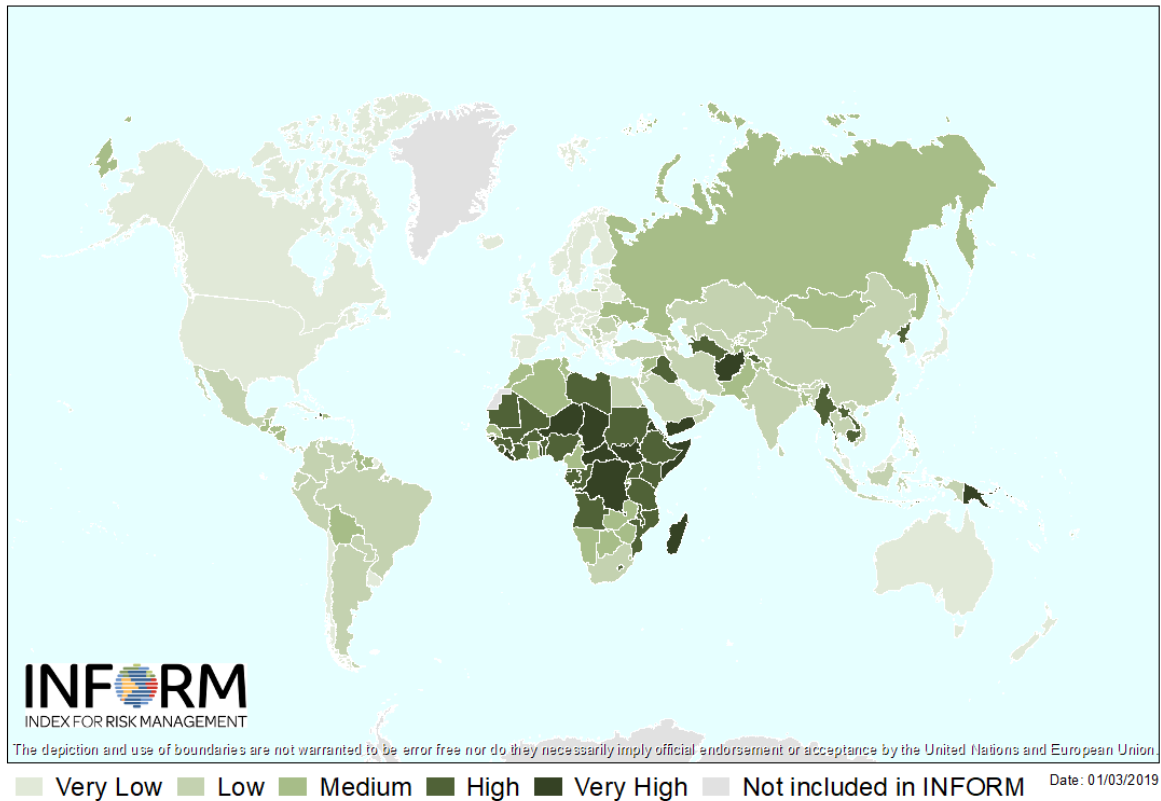 INFORM
INDEX FOR RISK MANAGEMENT
The depiction and use of boundaries are not warranted to be error free nor do they necessarily imply official endorsement or acceptance by the United Nations and European Union.
Very Low Low Medium High Very High Not included in INFORM Date: 01/03/2019